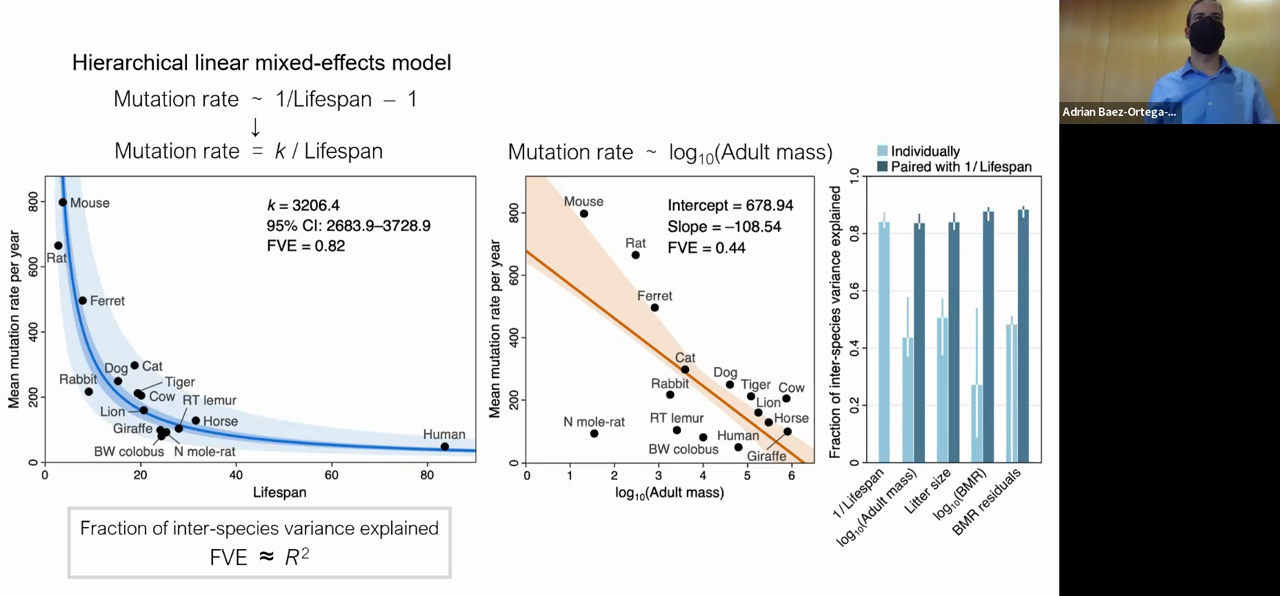 Hierarchical linear mixed-effects model
Mutation rate ~ 1/Lifespan – 1
↓
Mutation rate = k / Lifespan
Mean mutation rate per year
800
600
400
200
0
k = 3206.4
95% CI: 2683.9–3728.9
FVE = 0.82
Mouse
Rat
Ferret
Dog
Cat
Rabbit
Tiger
Cow
Lion
RT lemur
Giraffe
Horse
BW colobus
N mole-rat
Human
0
20
40
60
80
Lifespan
Fraction of inter-species variance explained
FVE ≈ R²
Mutation rate ~ log₁₀(Adult mass)
Mean mutation rate per year
800
600
400
200
0
Intercept = 678.94
Slope = –108.54
FVE = 0.44
Mouse
Rat
Ferret
Cat
Dog
Rabbit
Tiger
Cow
Lion
N mole-rat
RT lemur
Horse
BW colobus
Human
Giraffe
0
1
2
3
4
5
6
log₁₀(Adult mass)
Individually
Paired with 1/Lifespan
Fraction of inter-species variance explained
1.0
0.8
0.6
0.4
0.2
0
1/Lifespan
log₁₀(Adult mass)
Litter size
log₁₀(BMR)
BMR residuals
Adrian Baez-Ortega-...